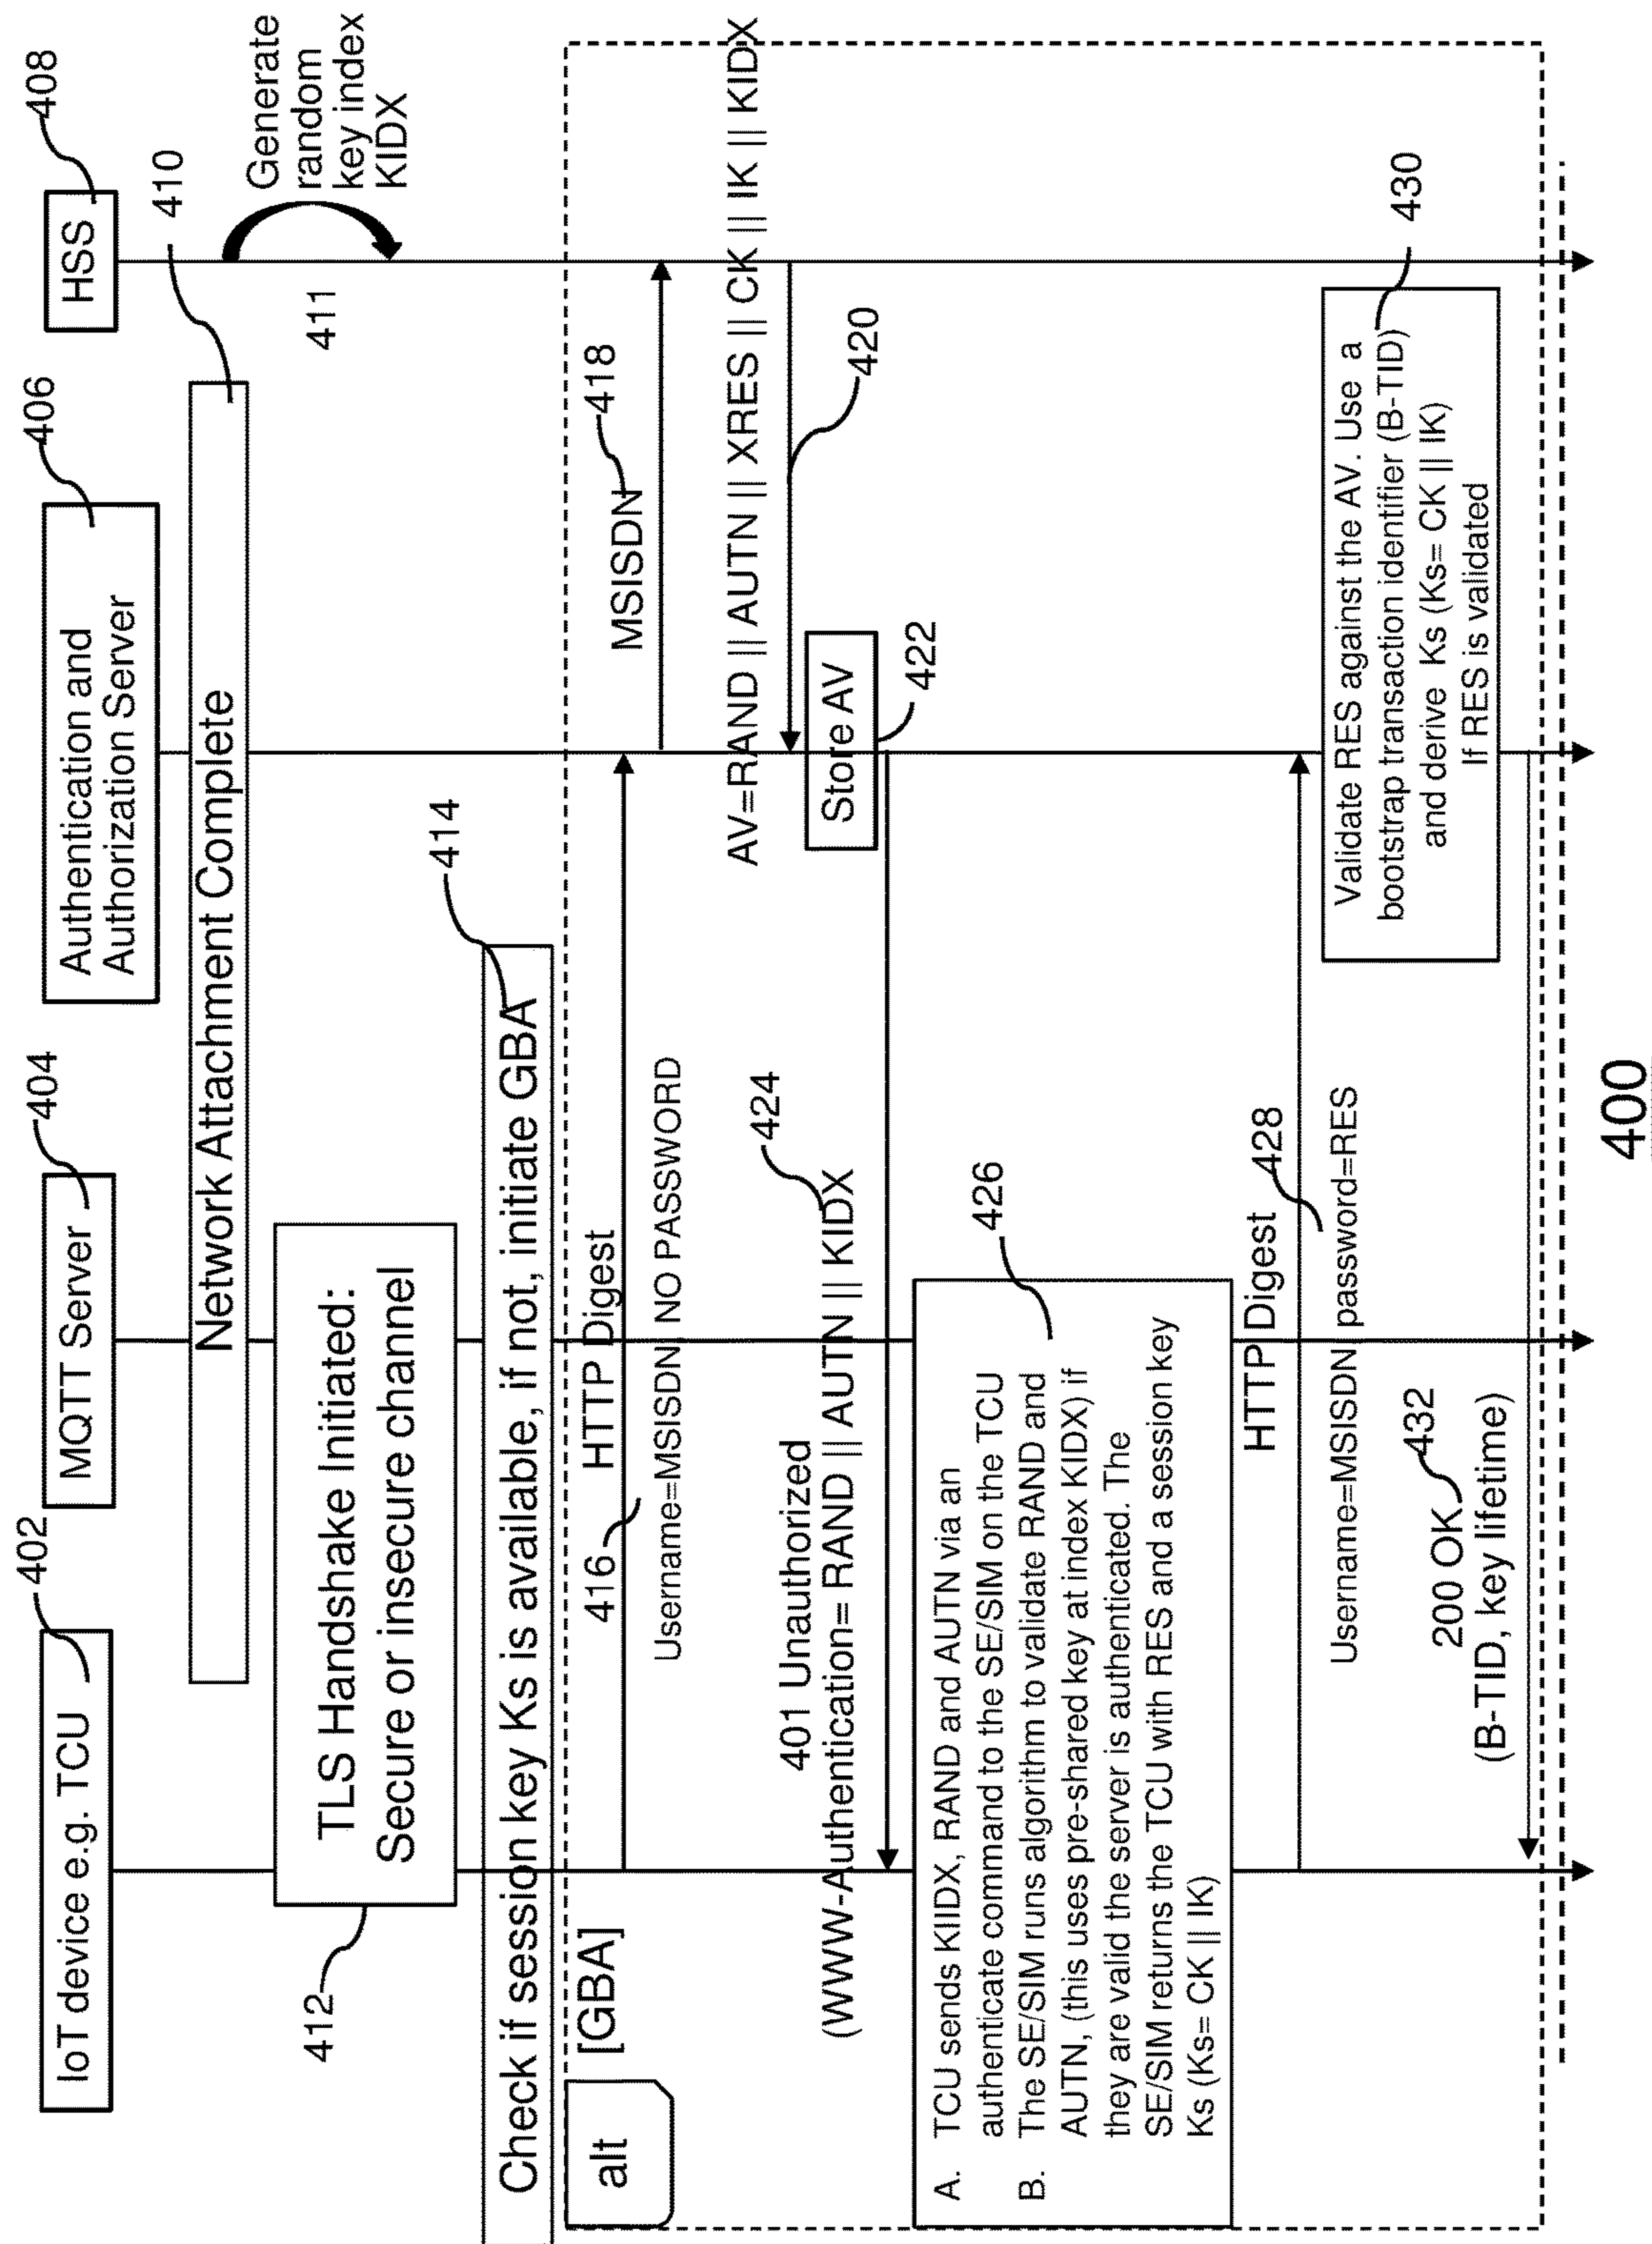 402
IoT device e.g. TCU
404
MQTT Server
406
Authentication and
Authorization Server
408
HSS
Network Attachment Complete
410
411
Generate
random
key index
KIDX
TLS Handshake Initiated:
Secure or insecure channel
412
414
Check if session key Ks is available, if not, initiate GBA
alt
[GBA]
416
HTTP Digest
Username=MSISDN NO PASSWORD
MSISDN
418
AV=RAND || AUTN || XRES || CK || IK || KIDX
420
Store AV
422
401 Unauthorized
424
(WWW-Authentication= RAND || AUTN || KIDX
426
A. TCU sends KIIDX, RAND and AUTN via an
authenticate command to the SE/SIM on the TCU
B. The SE/SIM runs algorithm to validate RAND and
AUTN, (this uses pre-shared key at index KIDX) if
they are valid the server is authenticated. The
SE/SIM returns the TCU with RES and a session key
Ks (Ks= CK || IK)
HTTP Digest
428
Username=MSISDN password=RES
Validate RES against the AV. Use a
bootstrap transaction identifier (B-TID)
and derive Ks (Ks= CK || IK)
If RES is validated
430
200 OK
432
(B-TID, key lifetime)
400